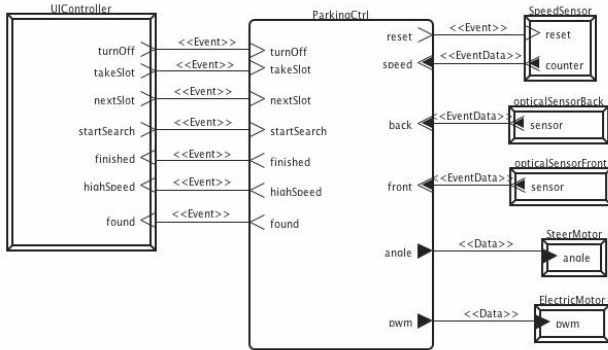 UIController
ParkingCtrl
SpeedSensor
turnOff
<<Event>>
turnOff
reset
<<Event>>
reset
takeSlot
<<Event>>
takeSlot
speed
<<EventData>>
counter
nextSlot
<<Event>>
nextSlot
opticalSensorBack
startSearch
<<Event>>
startSearch
back
<<EventData>>
sensor
finished
<<Event>>
finished
opticalSensorFront
highSpeed
<<Event>>
highSpeed
front
<<EventData>>
sensor
found
<<Event>>
found
SteerMotor
angle
<<Data>>
angle
ElectricMotor
pwm
<<Data>>
pwm